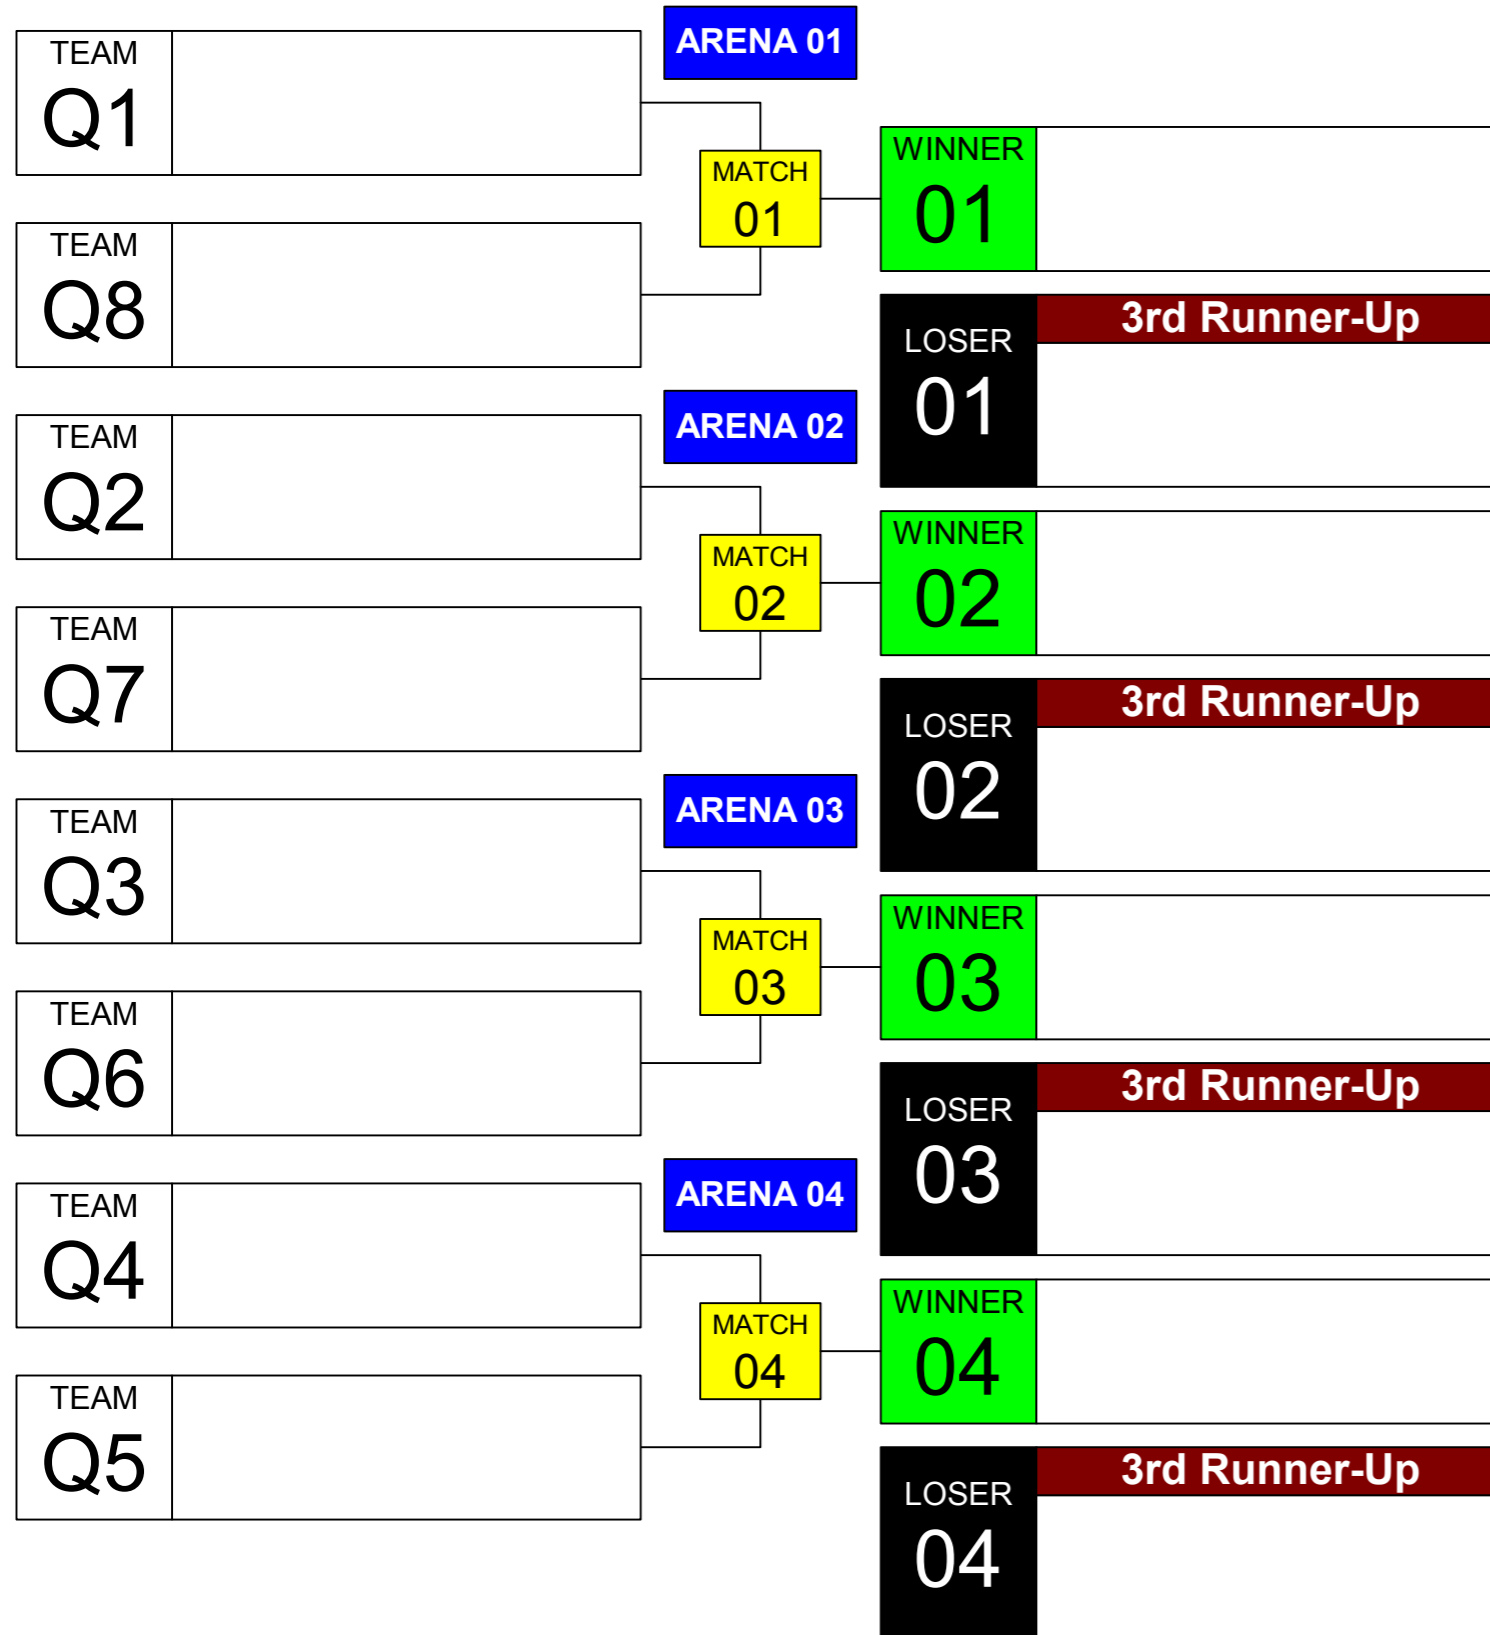 ARENA 01
TEAM
Q1
MATCH
01
WINNER
01
TEAM
Q8
LOSER
01
3rd Runner-Up
ARENA 02
TEAM
Q2
MATCH
02
WINNER
02
TEAM
Q7
LOSER
02
3rd Runner-Up
ARENA 03
TEAM
Q3
MATCH
03
WINNER
03
TEAM
Q6
LOSER
03
3rd Runner-Up
ARENA 04
TEAM
Q4
MATCH
04
WINNER
04
TEAM
Q5
LOSER
04
3rd Runner-Up